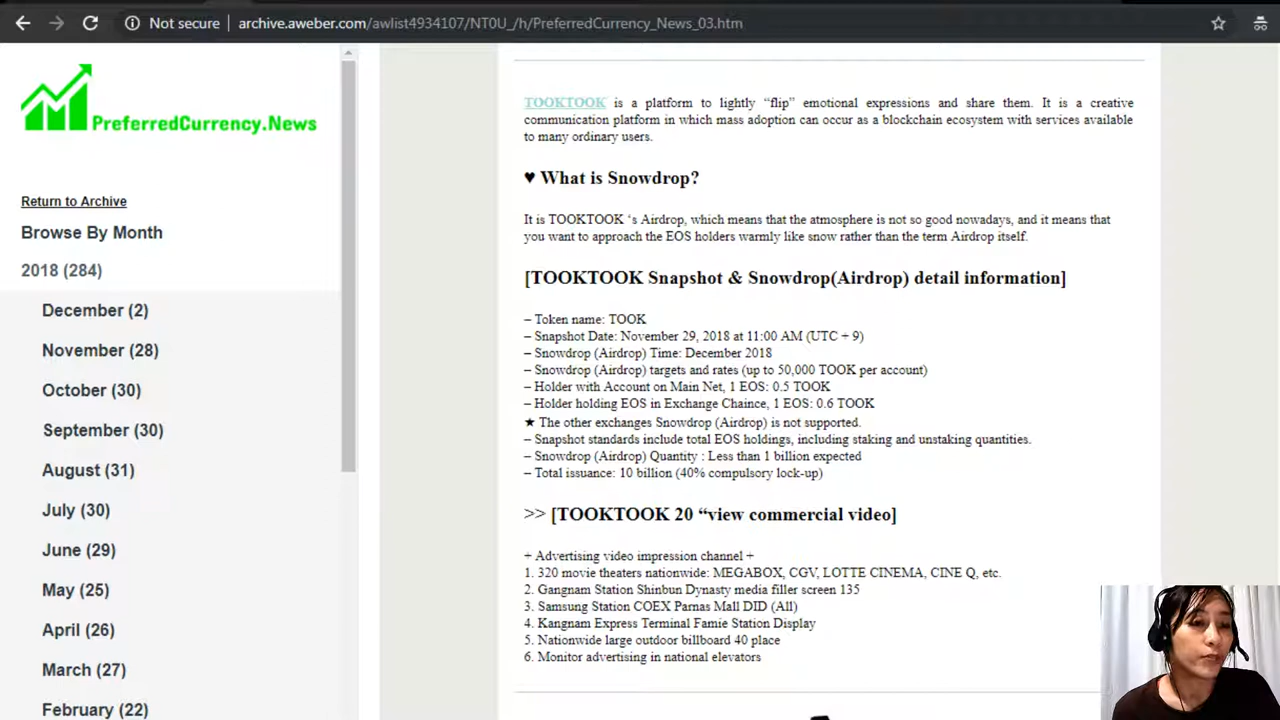 Not secure | archive.aweber.com/awlist4934107/NT0U_/h/PreferredCurrency_News_03.htm
PreferredCurrency.News
Return to Archive
Browse By Month
2018 (284)
December (2)
November (28)
October (30)
September (30)
August (31)
July (30)
June (29)
May (25)
April (26)
March (27)
February (22)
TOOKTOOK is a platform to lightly “flip” emotional expressions and share them. It is a creative
communication platform in which mass adoption can occur as a blockchain ecosystem with services available
to many ordinary users.
♥ What is Snowdrop?
It is TOOKTOOK ‘s Airdrop, which means that the atmosphere is not so good nowadays, and it means that
you want to approach the EOS holders warmly like snow rather than the term Airdrop itself.
[TOOKTOOK Snapshot & Snowdrop(Airdrop) detail information]
– Token name: TOOK
– Snapshot Date: November 29, 2018 at 11:00 AM (UTC + 9)
– Snowdrop (Airdrop) Time: December 2018
– Snowdrop (Airdrop) targets and rates (up to 50,000 TOOK per account)
– Holder with Account on Main Net, 1 EOS: 0.5 TOOK
– Holder holding EOS in Exchange Chaince, 1 EOS: 0.6 TOOK
★ The other exchanges Snowdrop (Airdrop) is not supported.
– Snapshot standards include total EOS holdings, including staking and unstaking quantities.
– Snowdrop (Airdrop) Quantity : Less than 1 billion expected
– Total issuance: 10 billion (40% compulsory lock-up)
>> [TOOKTOOK 20 “view commercial video]
+ Advertising video impression channel +
1. 320 movie theaters nationwide: MEGABOX, CGV, LOTTE CINEMA, CINE Q, etc.
2. Gangnam Station Shinbun Dynasty media filler screen 135
3. Samsung Station COEX Parnas Mall DID (All)
4. Kangnam Express Terminal Famie Station Display
5. Nationwide large outdoor billboard 40 place
6. Monitor advertising in national elevators